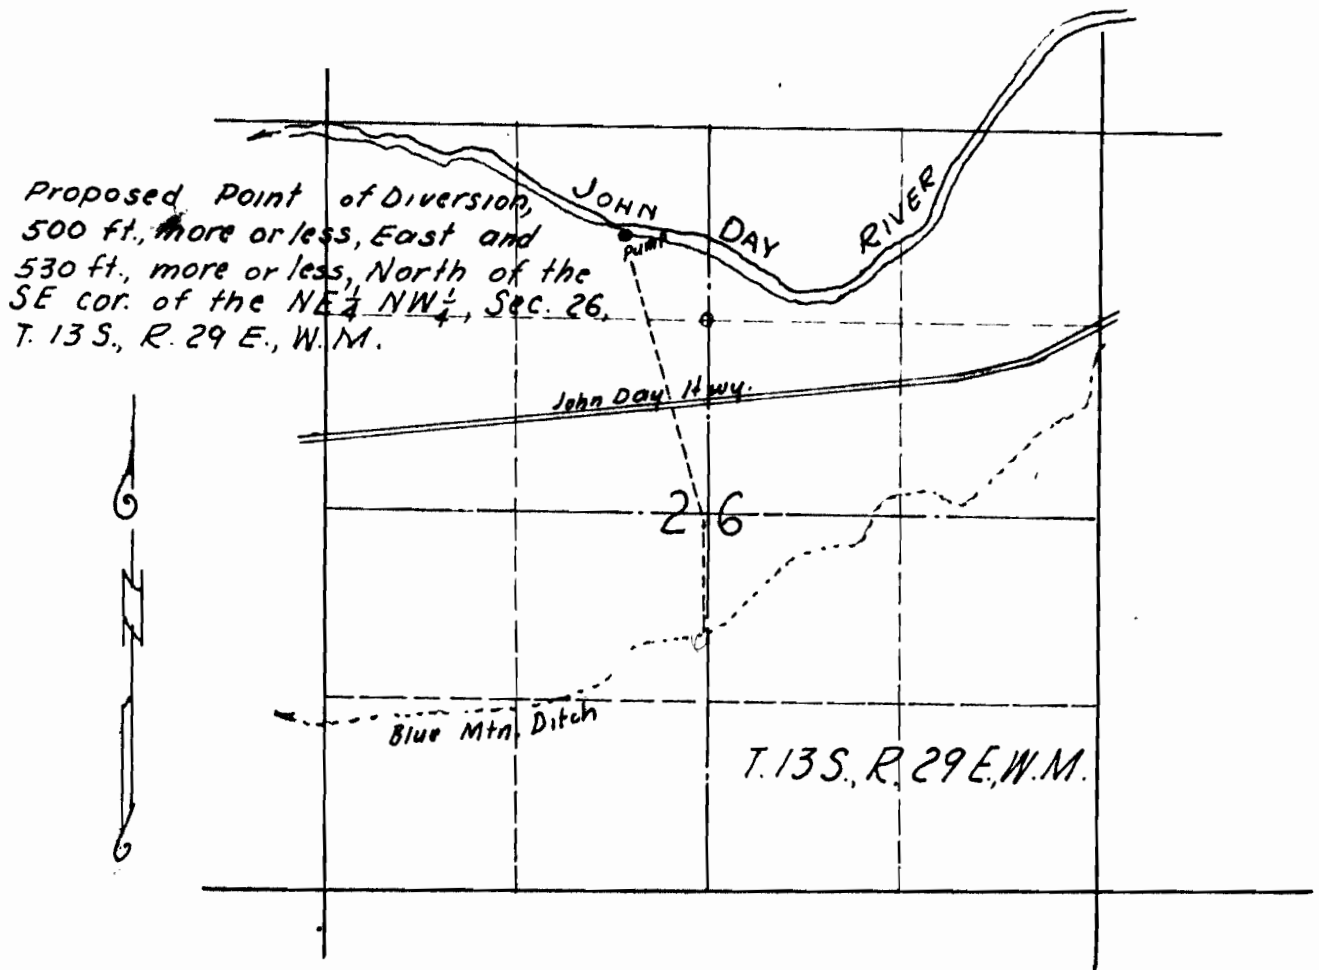 Proposed Point of Diversion,
500 ft., more or less, East and
530 ft., more or less, North of the
SE cor. of the NE¼ NW¼, Sec. 26,
T. 13 S., R. 29 E., W.M.
JOHN DAY RIVER
PUMP
John Day Hwy.
26
N
Blue Mtn. Ditch
T. 13 S., R. 29 E., W.M.